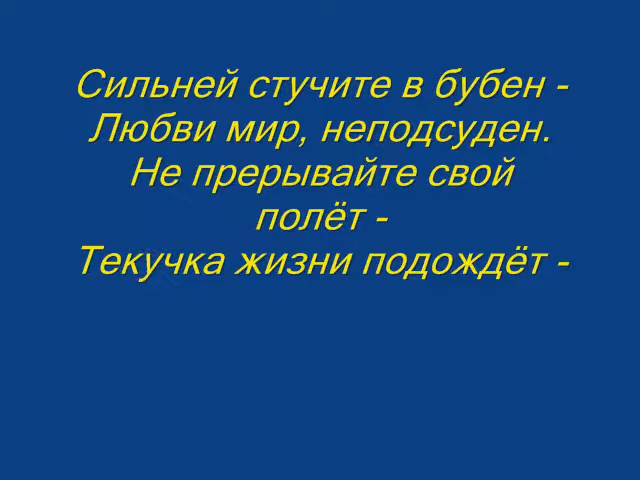 Сильней стучите в бубен -
Любви мир, неподсуден.
Не прерывайте свой
полёт -
Текучка жизни подождёт -